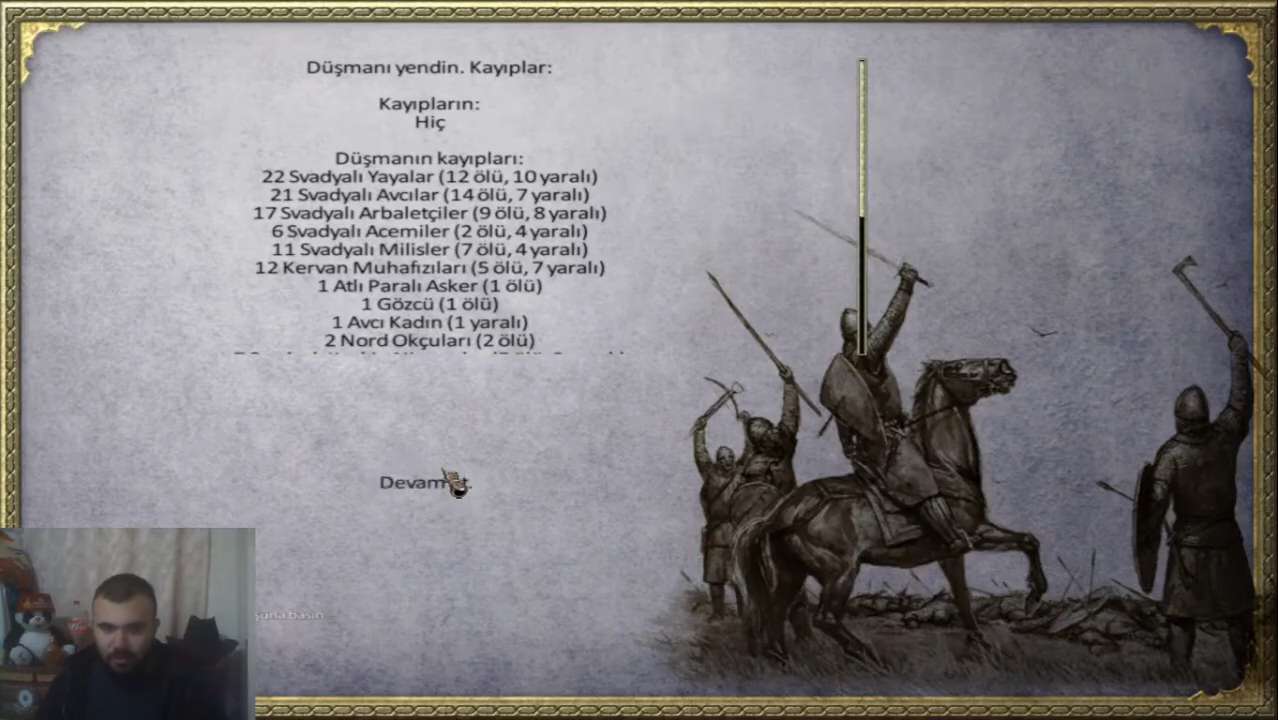 Düşmanı yendin. Kayıplar:
Kayıpların:
Hiç
Düşmanın kayıpları:
22 Svadyalı Yayalar (12 ölü, 10 yaralı)
21 Svadyalı Avcılar (14 ölü, 7 yaralı)
17 Svadyalı Arbaletçiler (9 ölü, 8 yaralı)
6 Svadyalı Acemiler (2 ölü, 4 yaralı)
11 Svadyalı Milisler (7 ölü, 4 yaralı)
12 Kervan Muhafızıları (5 ölü, 7 yaralı)
1 Atlı Paralı Asker (1 ölü)
1 Gözcü (1 ölü)
1 Avcı Kadın (1 yaralı)
2 Nord Okçuları (2 ölü)
basın...